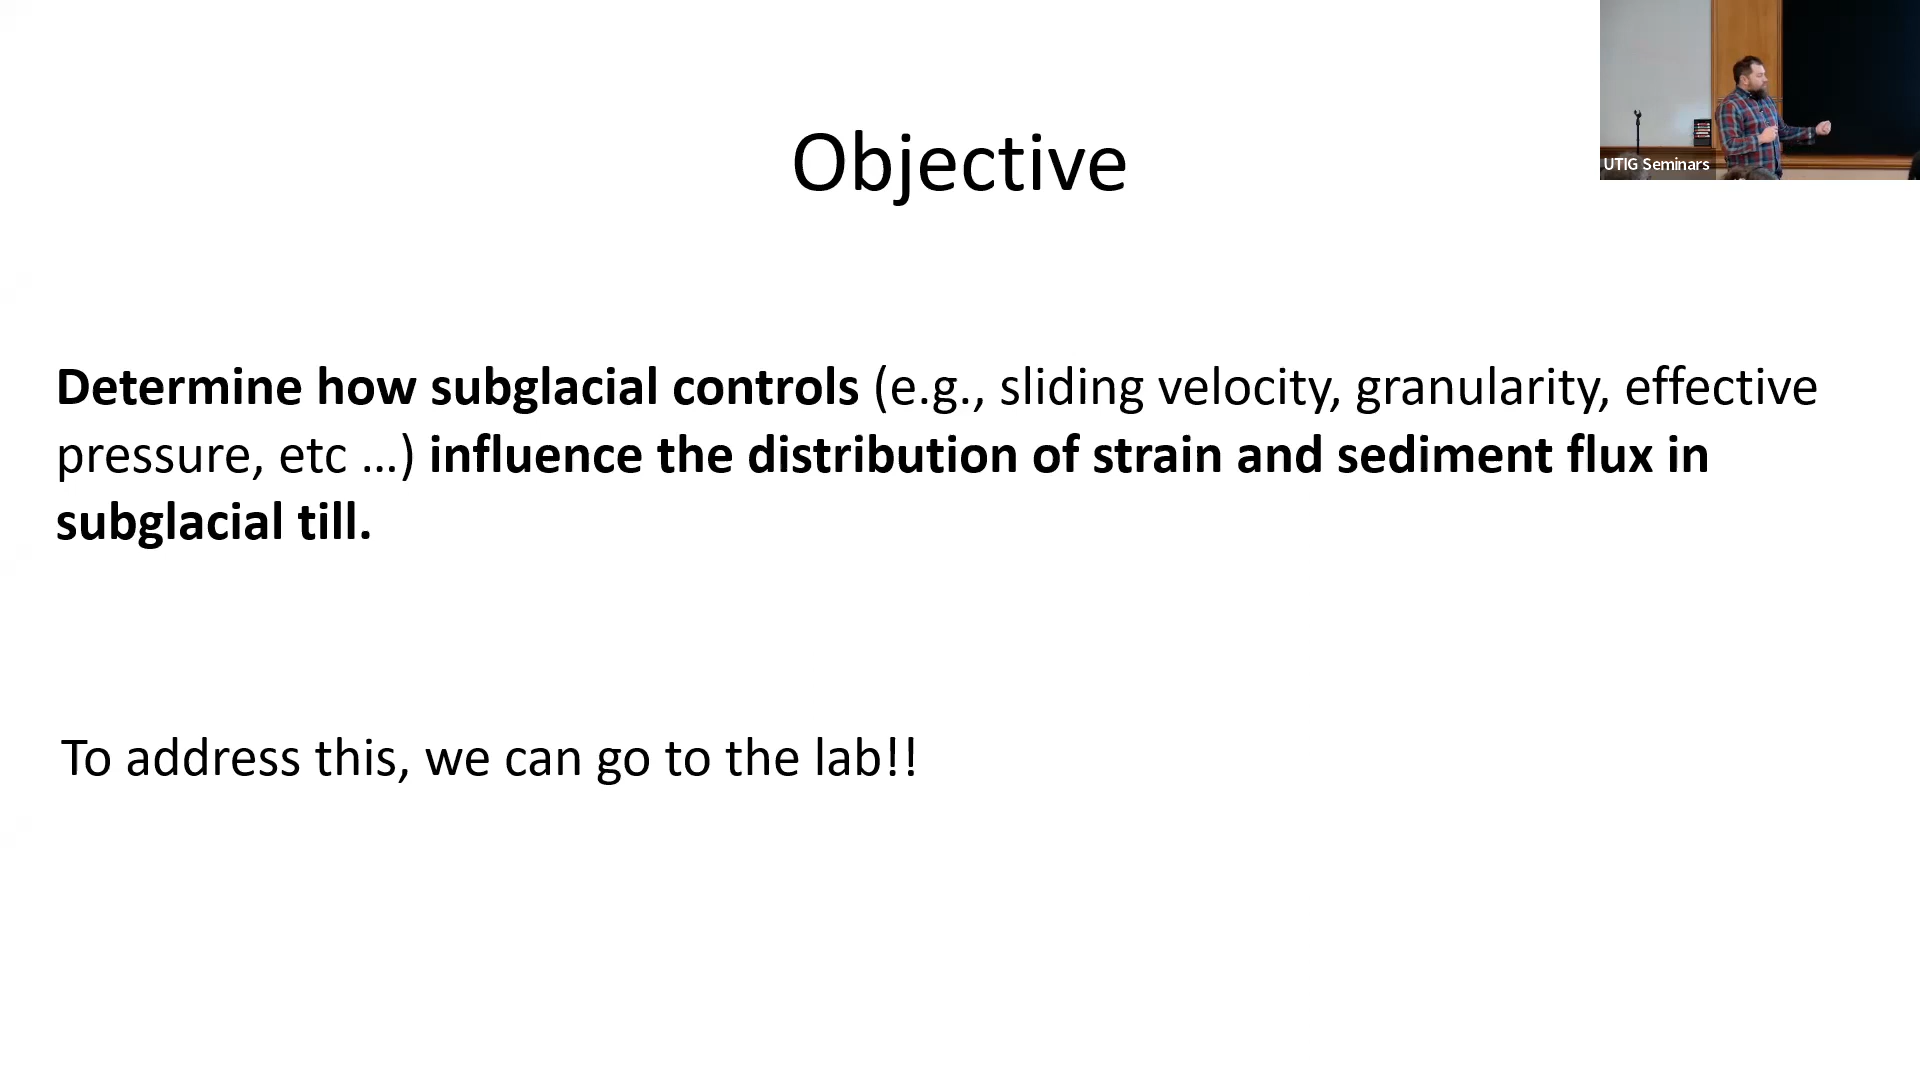 Objective
UTIG Seminars
Determine how subglacial controls (e.g., sliding velocity, granularity, effective
pressure, etc …) influence the distribution of strain and sediment flux in
subglacial till.
To address this, we can go to the lab!!